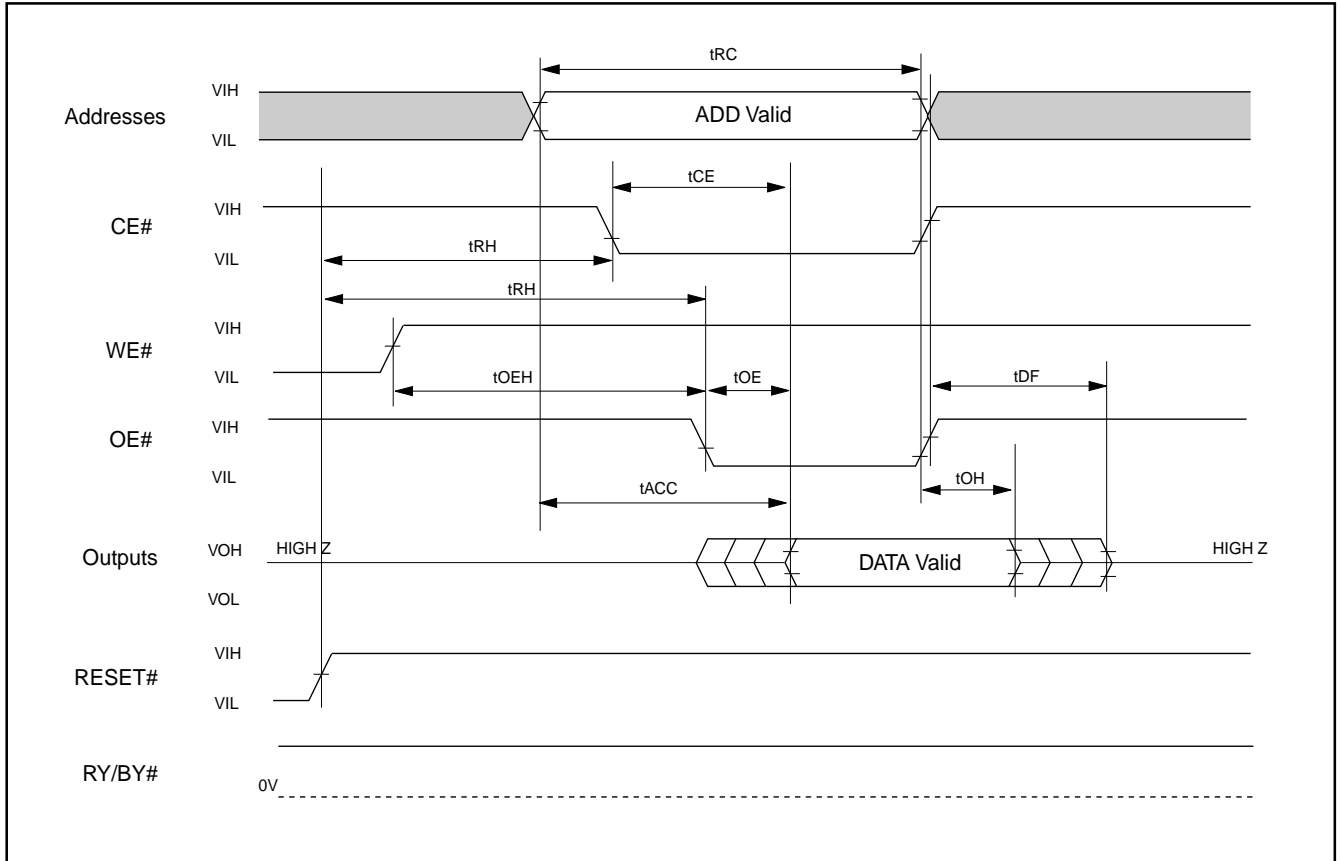 tRC
VIH
Addresses
ADD Valid
VIL
tCE
VIH
CE#
tRH
VIL
tRH
VIH
WE#
VIL
tOEH
tOE
tDF
VIH
OE#
VIL
tACC
tOH
VOH
HIGH Z
Outputs
DATA Valid
HIGH Z
VOL
VIH
RESET#
VIL
RY/BY#
0V